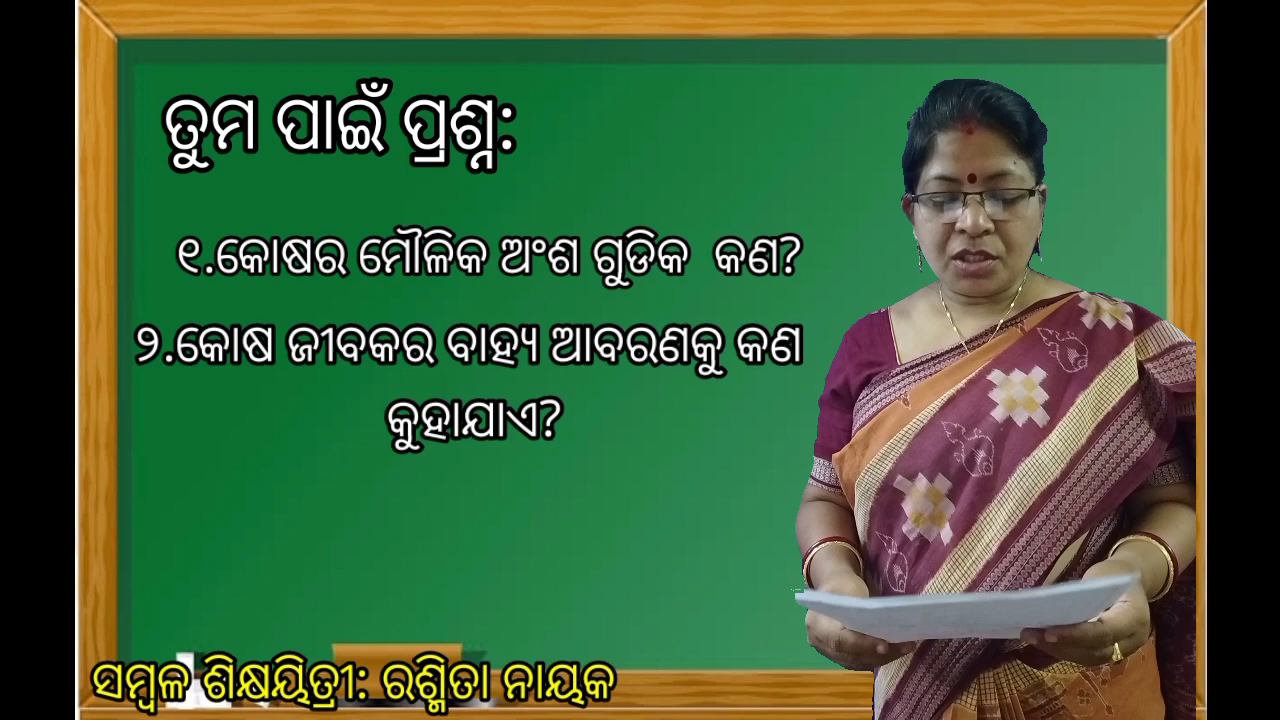 ତୁମ ପାଇଁ ପ୍ରଶ୍ନ:
୧.କୋଷର ମୌଳିକ ଅଂଶ ଗୁଡିକ କଣ?
୨.କୋଷ ଜୀବକର ବାହ୍ୟ ଆବରଣକୁ କଣ
କୁହାଯାଏ?
ସମ୍ବଳ ଶିକ୍ଷୟିତ୍ରୀ: ରଶ୍ମିତା ନାୟକ